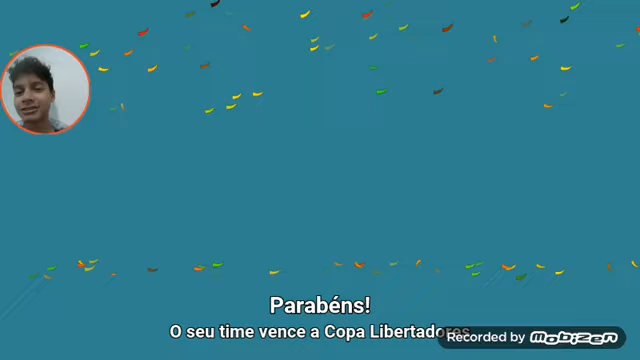 Parabéns!
O seu time vence a Copa Libertadores
Recorded by
mobizen